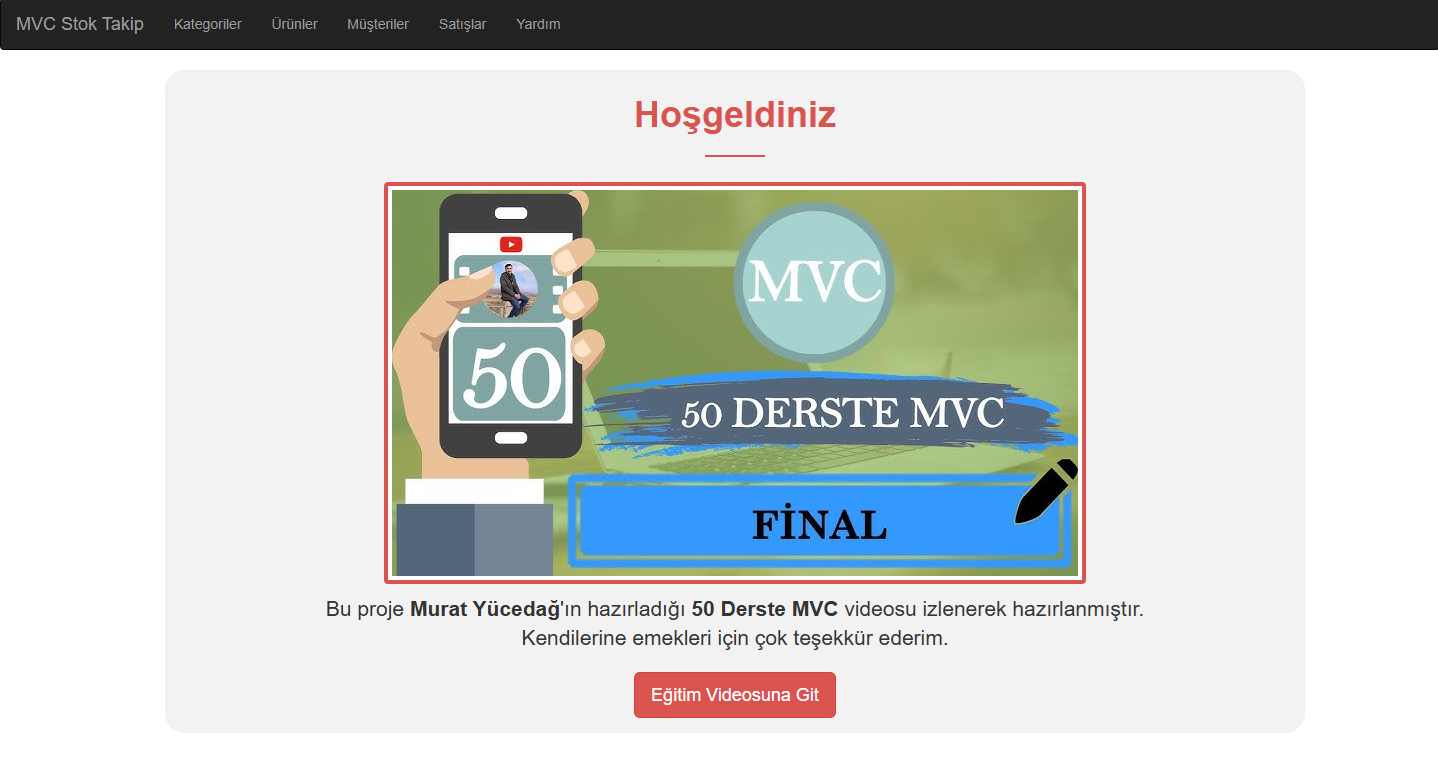 MVC Stok Takip Kategoriler Ürünler Müşteriler Satışlar Yardım
Hoşgeldiniz
MVC
50
50 DERSTE MVC
FİNAL
Bu proje Murat Yücedağ'ın hazırladığı 50 Derste MVC videosu izlenerek hazırlanmıştır.
Kendilerine emekleri için çok teşekkür ederim.
Eğitim Videosuna Git